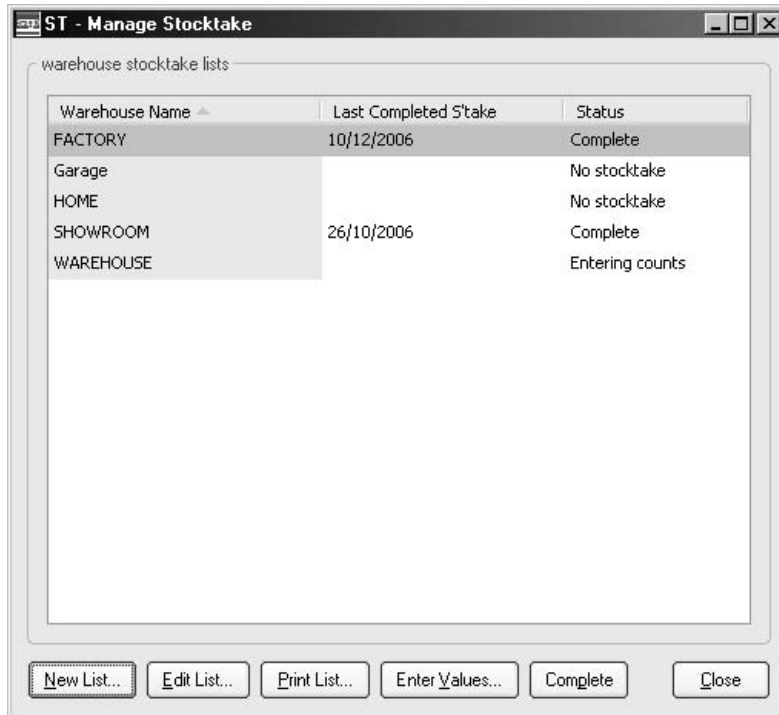 ST - Manage Stocktake
warehouse stocktake lists
Warehouse Name Last Completed S'take Status
FACTORY 10/12/2006 Complete
Garage No stocktake
HOME No stocktake
SHOWROOM 26/10/2006 Complete
WAREHOUSE Entering counts
New List... Edit List... Print List... Enter Values... Complete Close